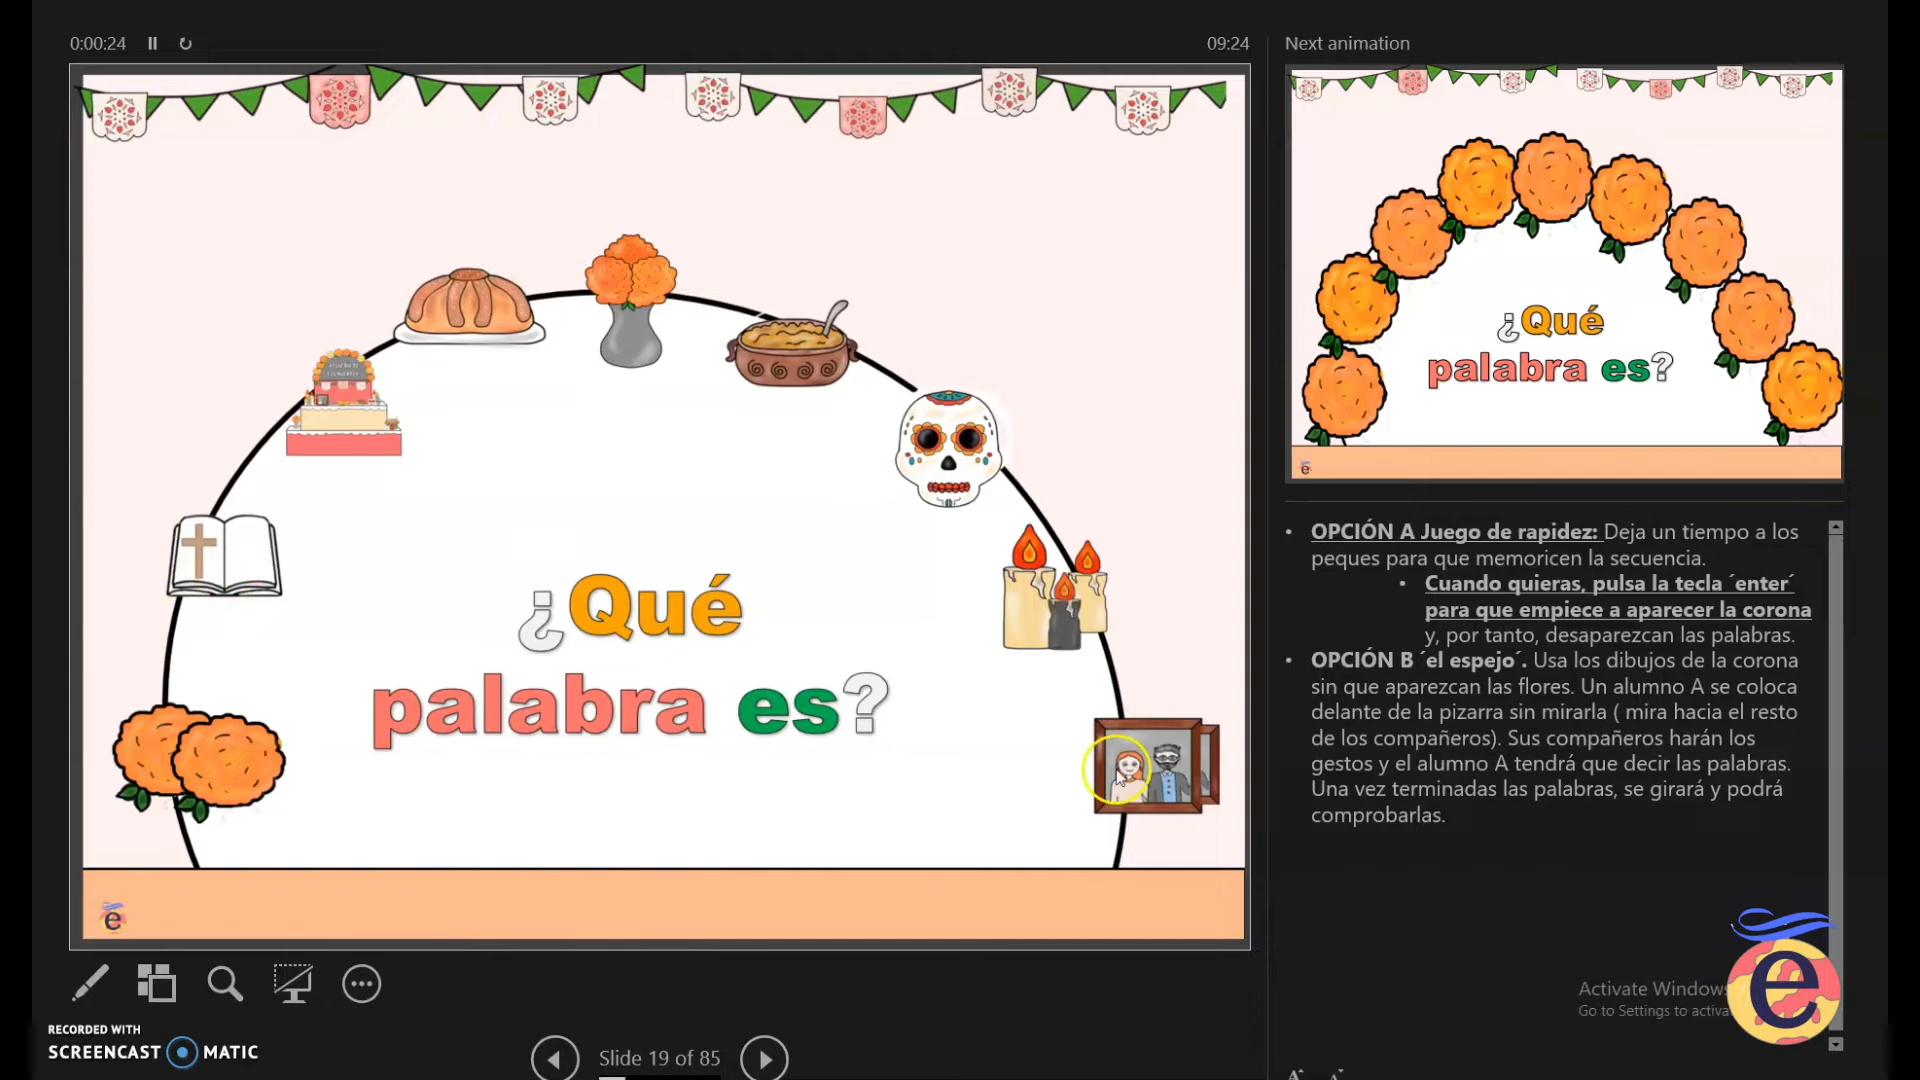 0:00:24
09:24
Next animation
¿Qué
palabra es?
¿Qué
palabra es?
• OPCIÓN A Juego de rapidez: Deja un tiempo a los
peques para que memoricen la secuencia.
• Cuando quieras, pulsa la tecla ´enter´
para que empiece a aparecer la corona
y, por tanto, desaparezcan las palabras.
• OPCIÓN B ´el espejo´. Usa los dibujos de la corona
sin que aparezcan las flores. Un alumno A se coloca
delante de la pizarra sin mirarla ( mira hacia el resto
de los compañeros). Sus compañeros harán los
gestos y el alumno A tendrá que decir las palabras.
Una vez terminadas las palabras, se girará y podrá
comprobarlas.
e
e
Activate Windows
Go to Settings to activa
e
RECORDED WITH
SCREENCAST MATIC
Slide 19 of 85